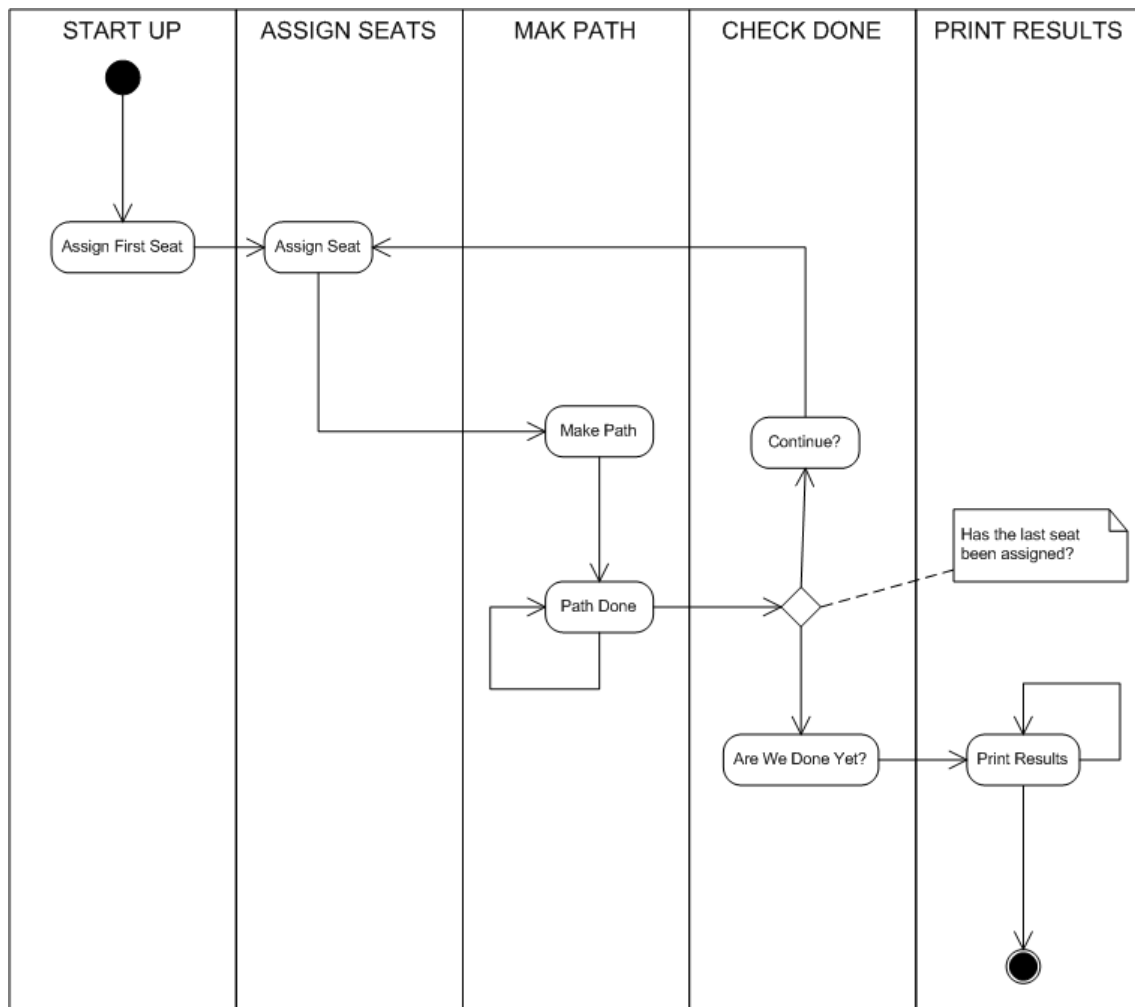 START UP
ASSIGN SEATS
MAK PATH
CHECK DONE
PRINT RESULTS
Assign First Seat
Assign Seat
Make Path
Continue?
Has the last seat
been assigned?
Path Done
Are We Done Yet?
Print Results